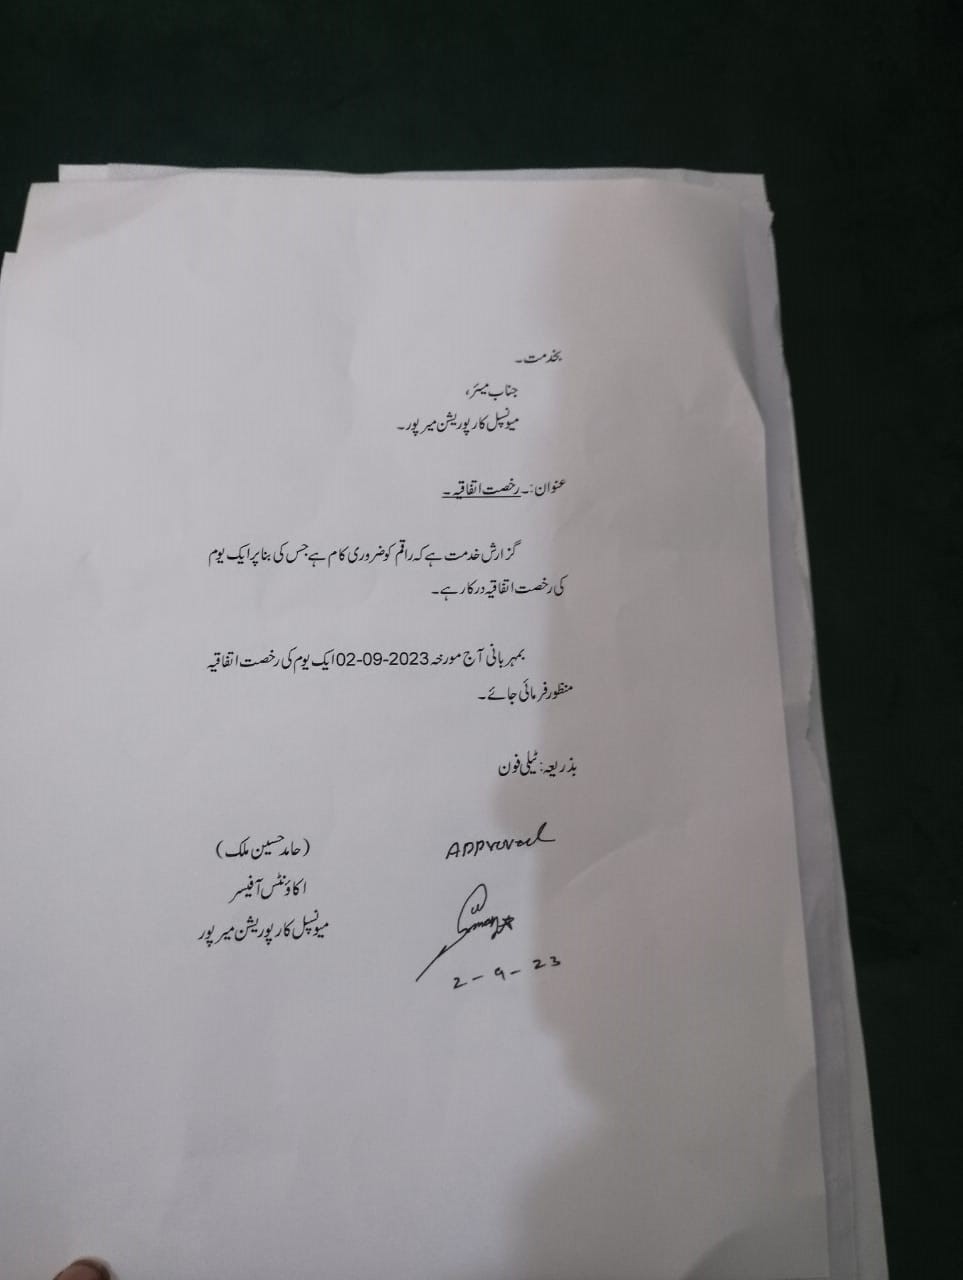 بخدمت۔
جناب میئر،
میونسپل کارپوریشن میرپور۔
عنوان:۔ رخصت اتفاقیہ۔
گزارش خدمت ہے کہ راقم کو ضروری کام ہے جس کی بنا پر ایک یوم
کی رخصت اتفاقیہ درکار ہے۔
بمہربانی آج مورخہ 02-09-2023 ایک یوم کی رخصت اتفاقیہ
منظور فرمائی جائے۔
بذریعہ: ٹیلی فون
(حامد حسین ملک)
اکاؤنٹس آفیسر
میونسپل کارپوریشن میرپور
Approved
2-9-23